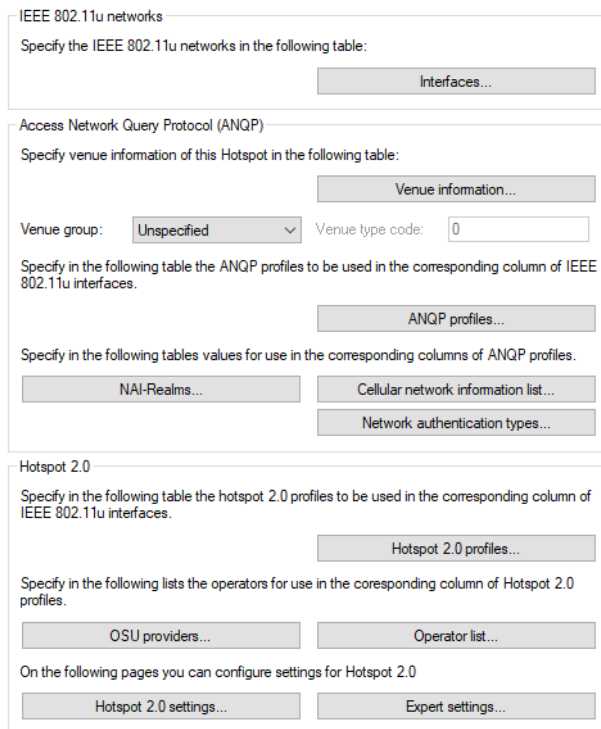 IEEE 802.11u networks
Specify the IEEE 802.11u networks in the following table:
Interfaces...
Access Network Query Protocol (ANQP)
Specify venue information of this Hotspot in the following table:
Venue information...
Venue group: Unspecified Venue type code: 0
Specify in the following table the ANQP profiles to be used in the corresponding column of IEEE
802.11u interfaces.
ANQP profiles...
Specify in the following tables values for use in the corresponding columns of ANQP profiles.
NAI-Realms... Cellular network information list...
Network authentication types...
Hotspot 2.0
Specify in the following table the hotspot 2.0 profiles to be used in the corresponding column of
IEEE 802.11u interfaces.
Hotspot 2.0 profiles...
Specify in the following lists the operators for use in the coresponding column of Hotspot 2.0
profiles.
OSU providers... Operator list...
On the following pages you can configure settings for Hotspot 2.0
Hotspot 2.0 settings... Expert settings...